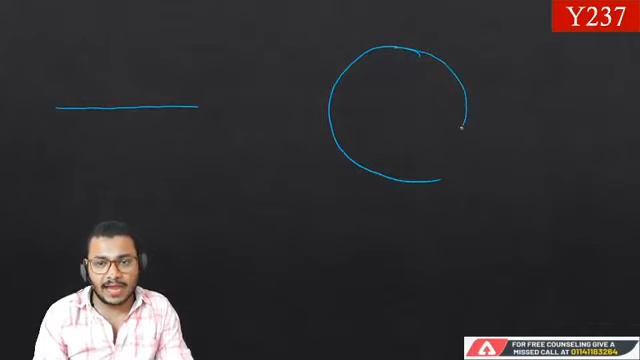 Y237
FOR FREE COUNSELING GIVE A
MISSED CALL AT 01141183264